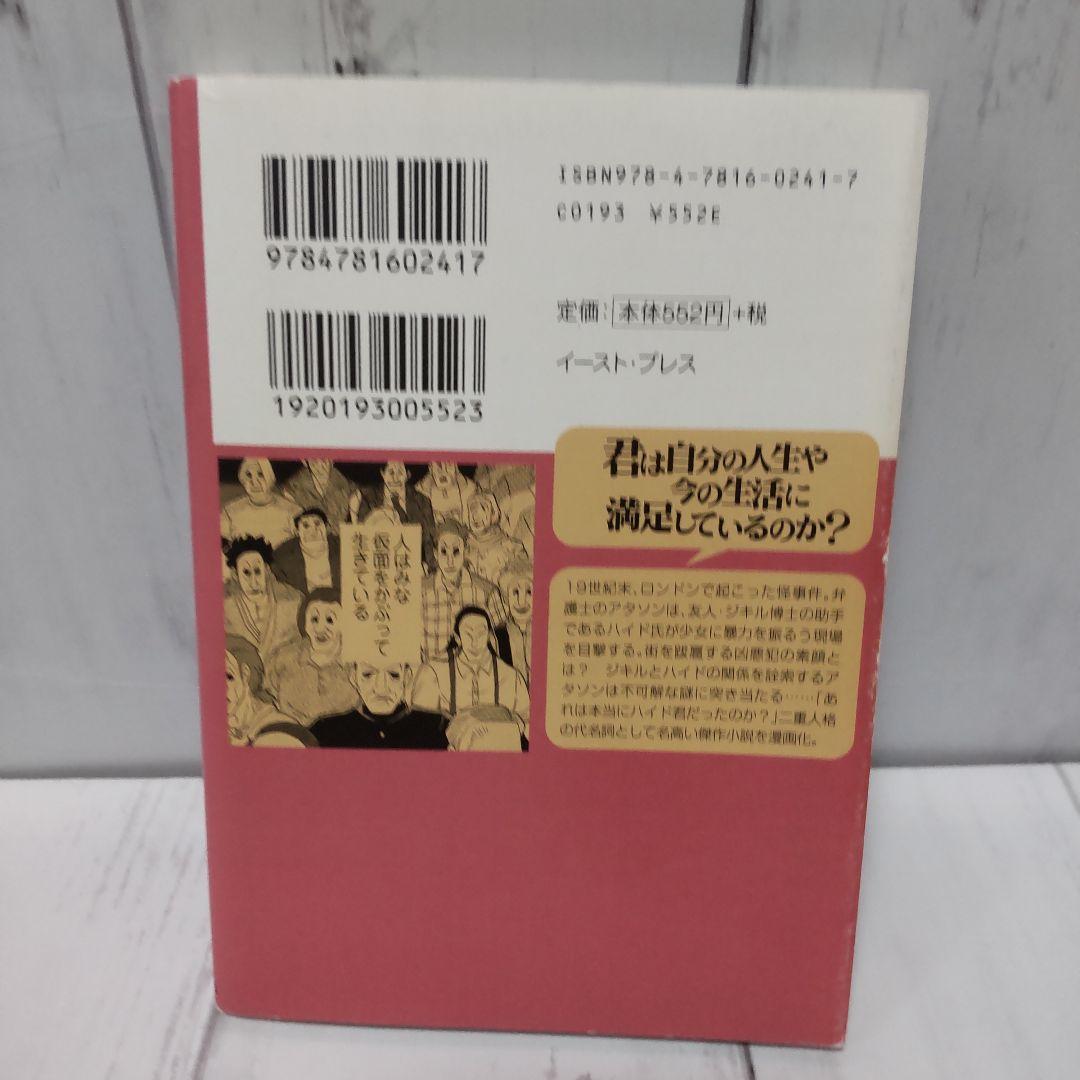 9784781602417
1920193005523
ISBN978-4-7816-0241-7
C0193 ¥552E
定価：本体552円+税
イースト・プレス
君は自分の人生や
今の生活に
満足しているのか？
人はみな
仮面をかぶって
生きている
19世紀末、ロンドンで起こった怪事件。弁
護士のアタソンは、友人・ジキル博士の助手
であるハイド氏が少女に暴力を振るう現場
を目撃する。街を跋扈する凶悪犯の素顔と
は？　ジキルとハイドの関係を詮索するア
タソンは不可解な謎に突き当たる……「あ
れは本当にハイド君だったのか？」二重人格
の代名詞として名高い傑作小説を漫画化。